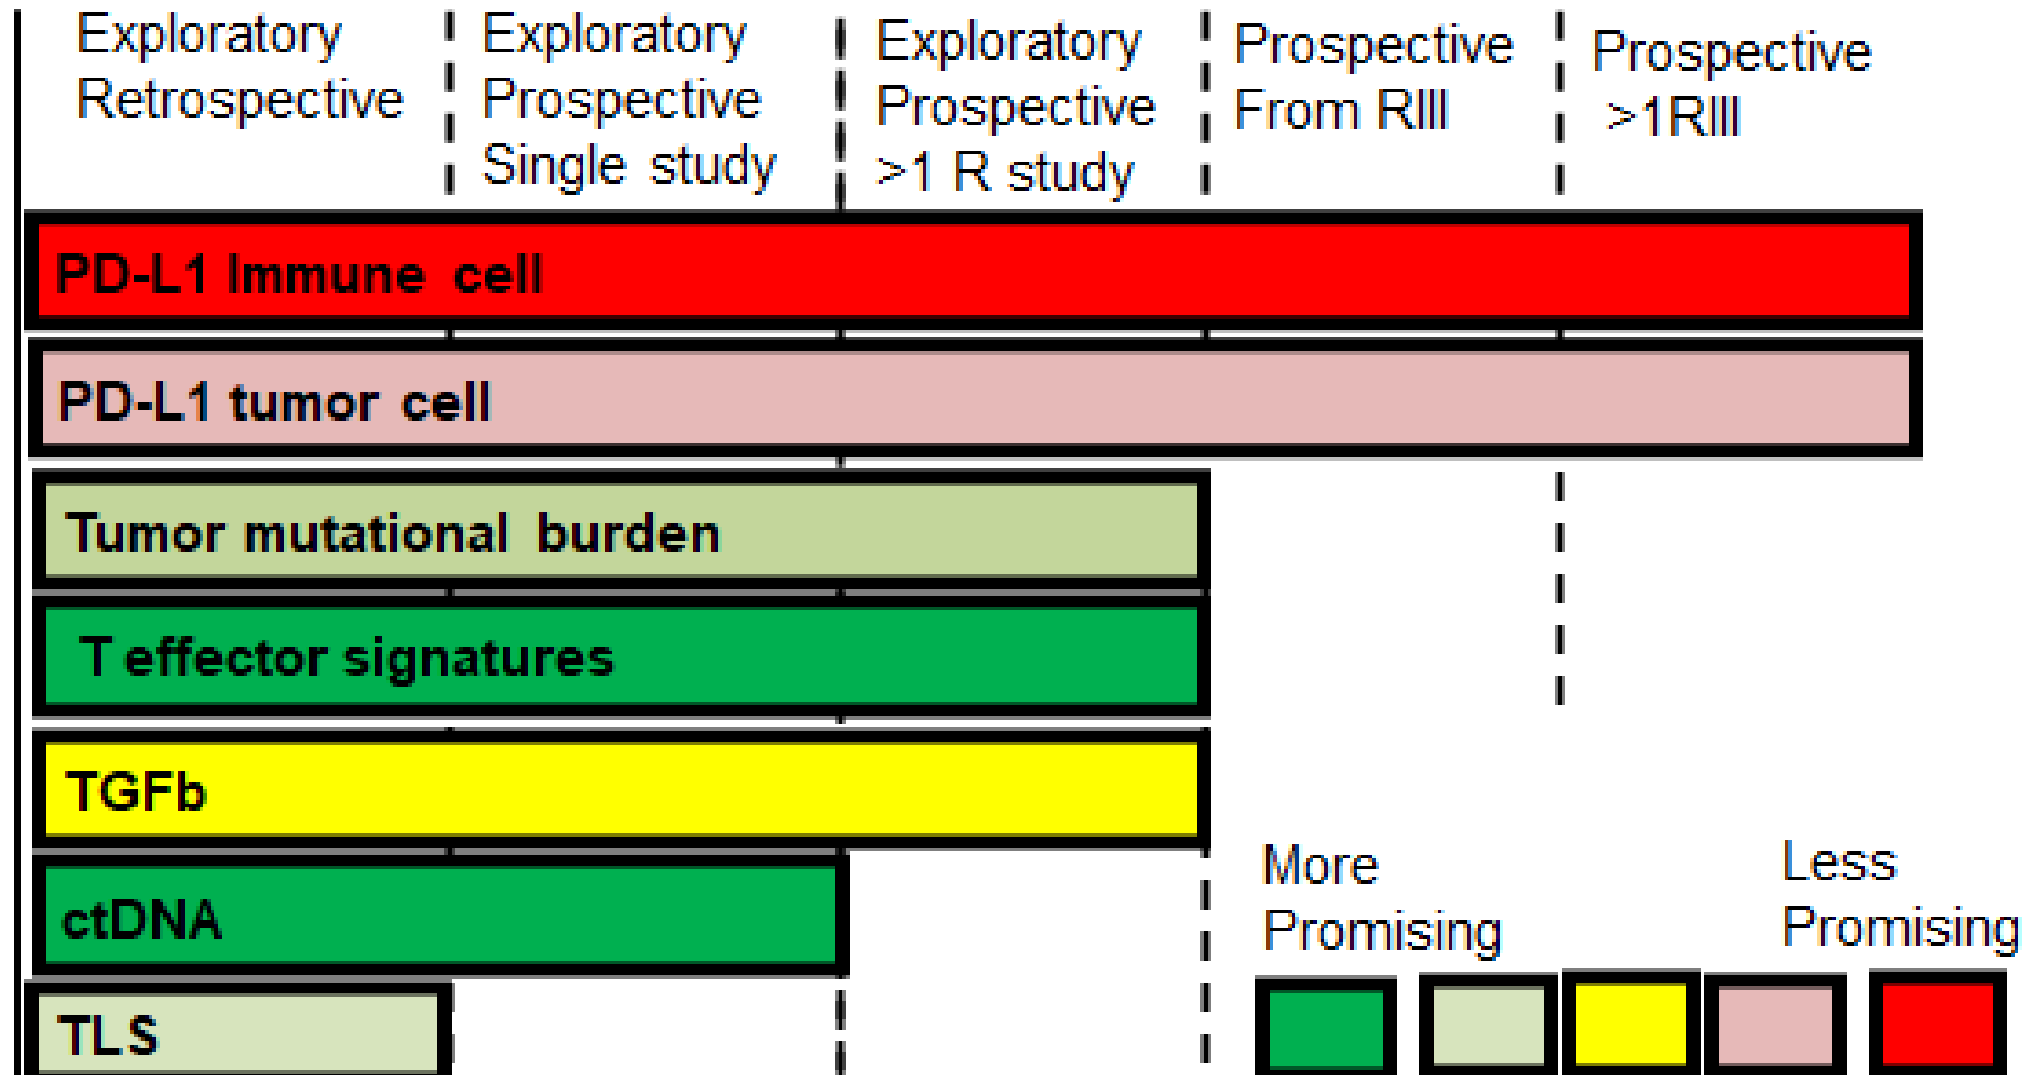 Exploratory
Retrospective
Exploratory
Prospective
Single study
Exploratory
Prospective
>1 R study
Prospective
From RIII
Prospective
>1RIII
PD-L1 Immune cell
PD-L1 tumor cell
Tumor mutational burden
T effector signatures
TGFb
ctDNA
TLS
More
Promising
Less
Promising